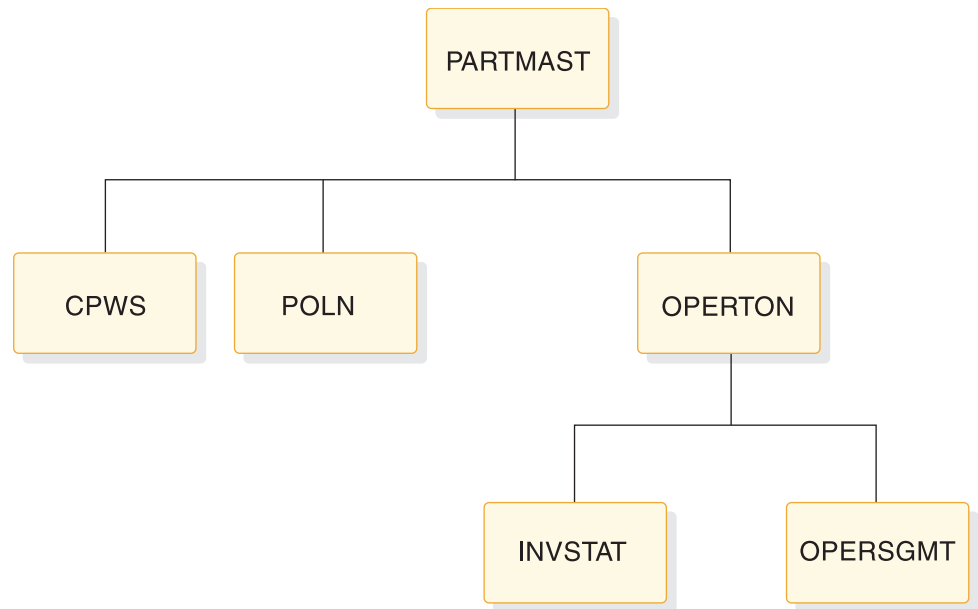 PARTMAST
CPWS
POLN
OPERTON
INVSTAT
OPERSGMT